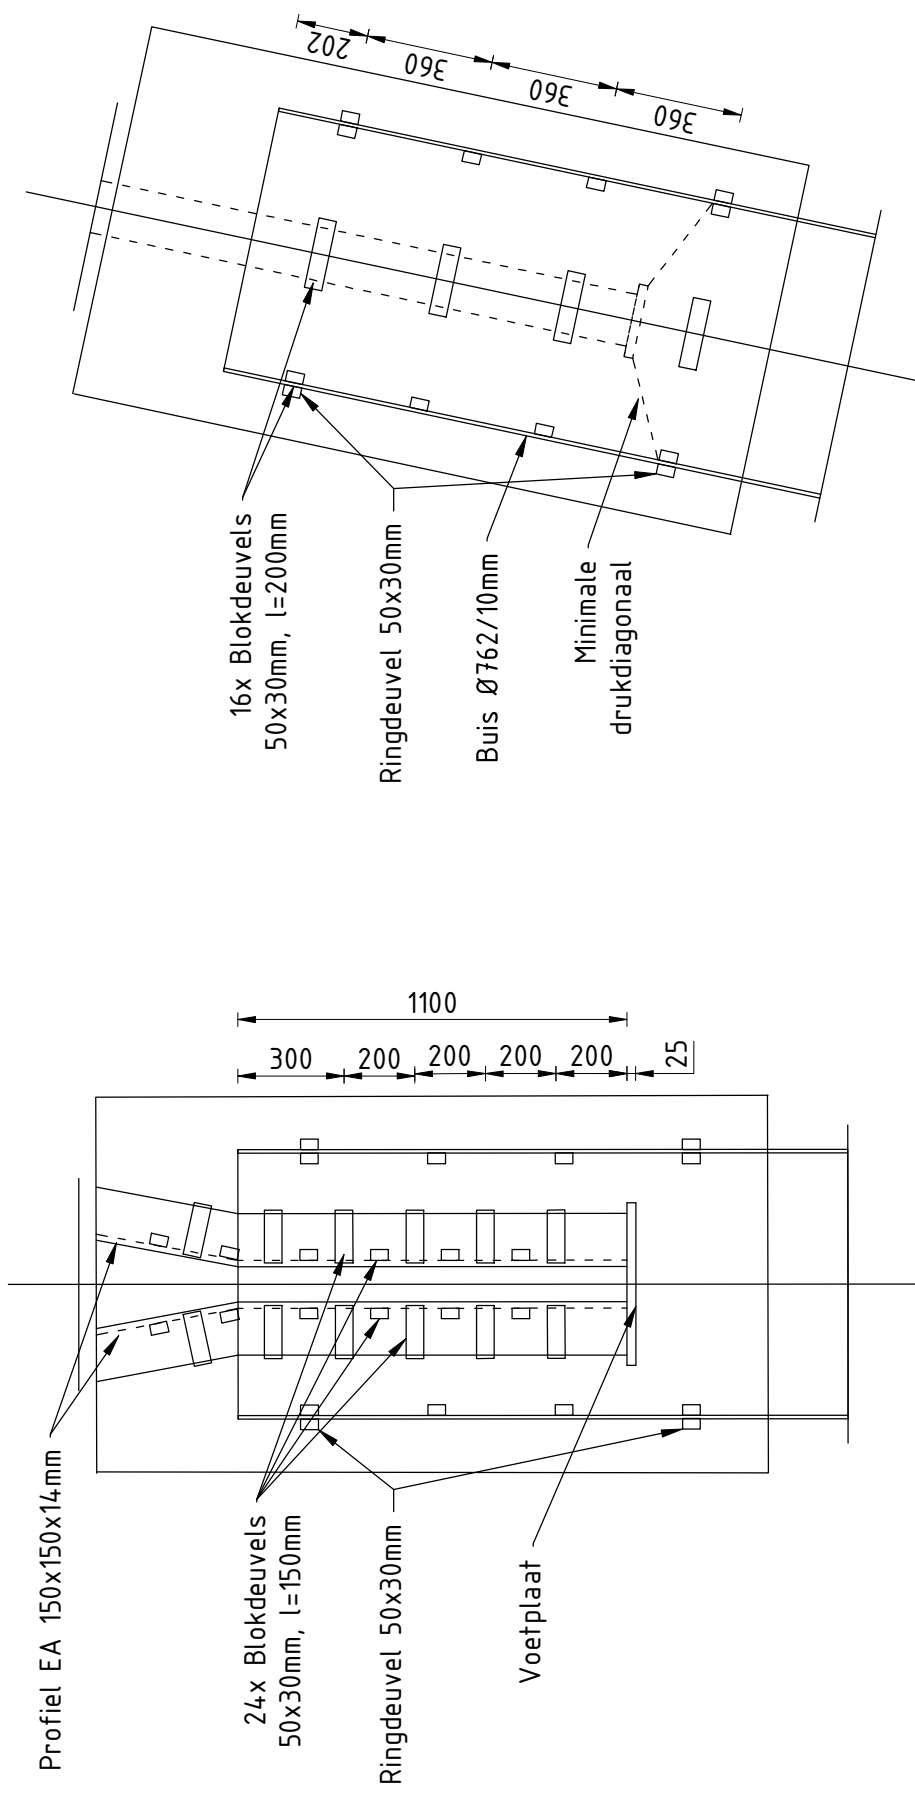 202
360
360
360
16x Blokdeuvels
50x30mm, l=200mm
Ringdeuvel 50x30mm
Buis Ø762/10mm
Minimale
drukdiagonaal
1100
300
200
200
200
200
25
Profiel EA 150x150x14mm
24x Blokdeuvels
50x30mm, l=150mm
Ringdeuvel 50x30mm
Voetplaat